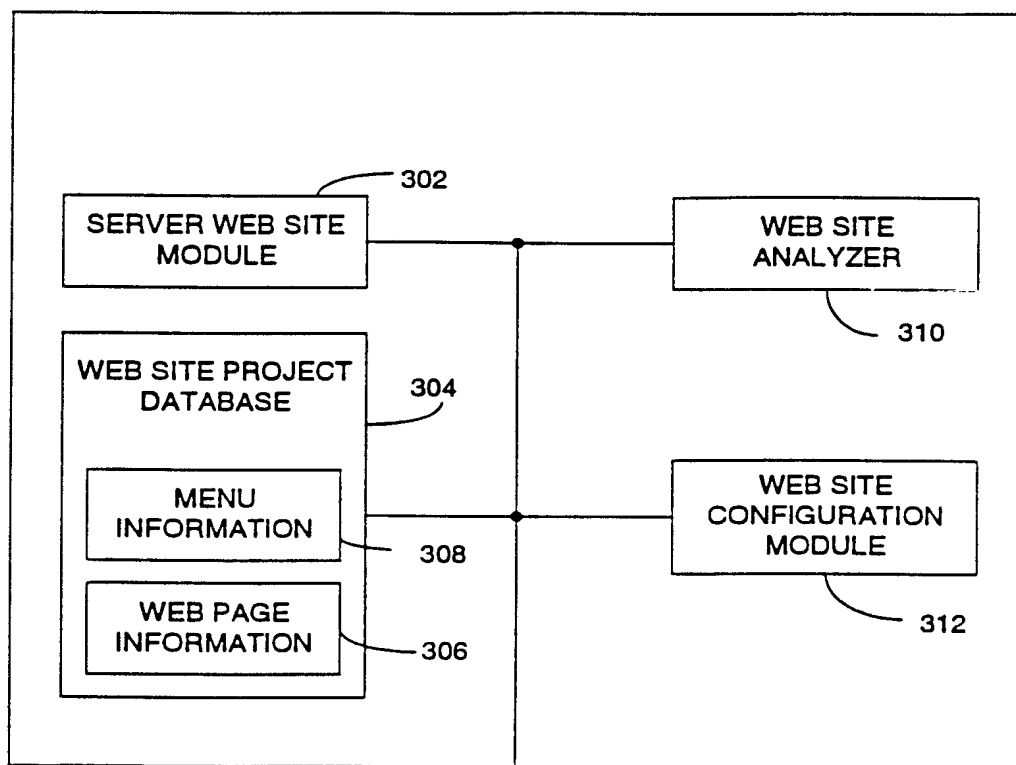 302
SERVER WEB SITE
MODULE
WEB SITE
ANALYZER
310
WEB SITE PROJECT
DATABASE
304
MENU
INFORMATION
308
WEB PAGE
INFORMATION
306
WEB SITE
CONFIGURATION
MODULE
312